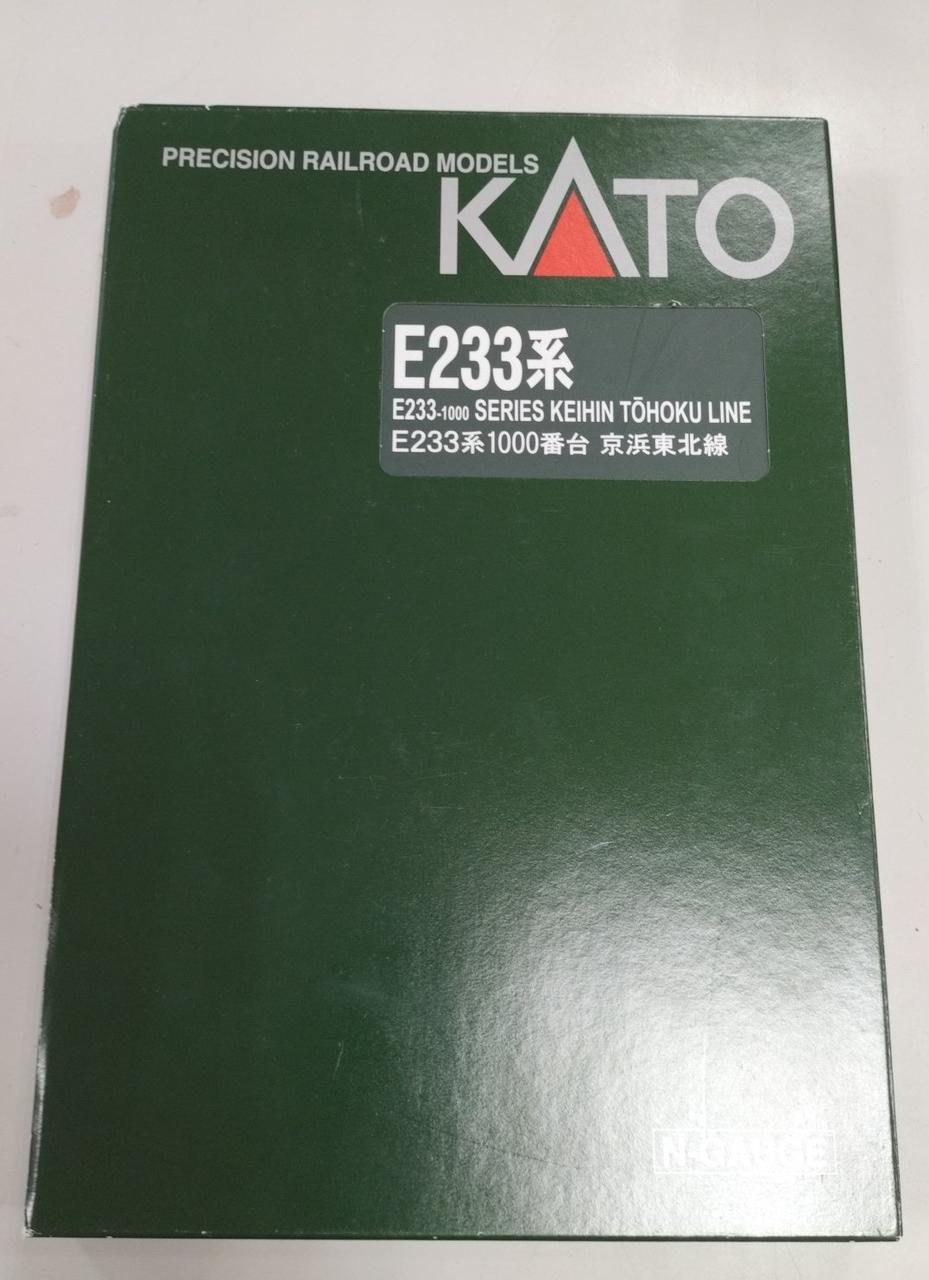 PRECISION RAILROAD MODELS
KATO
E233系
E233-1000 SERIES KEIHIN TŌHOKU LINE
E233系1000番台 京浜東北線
N-GAUGE